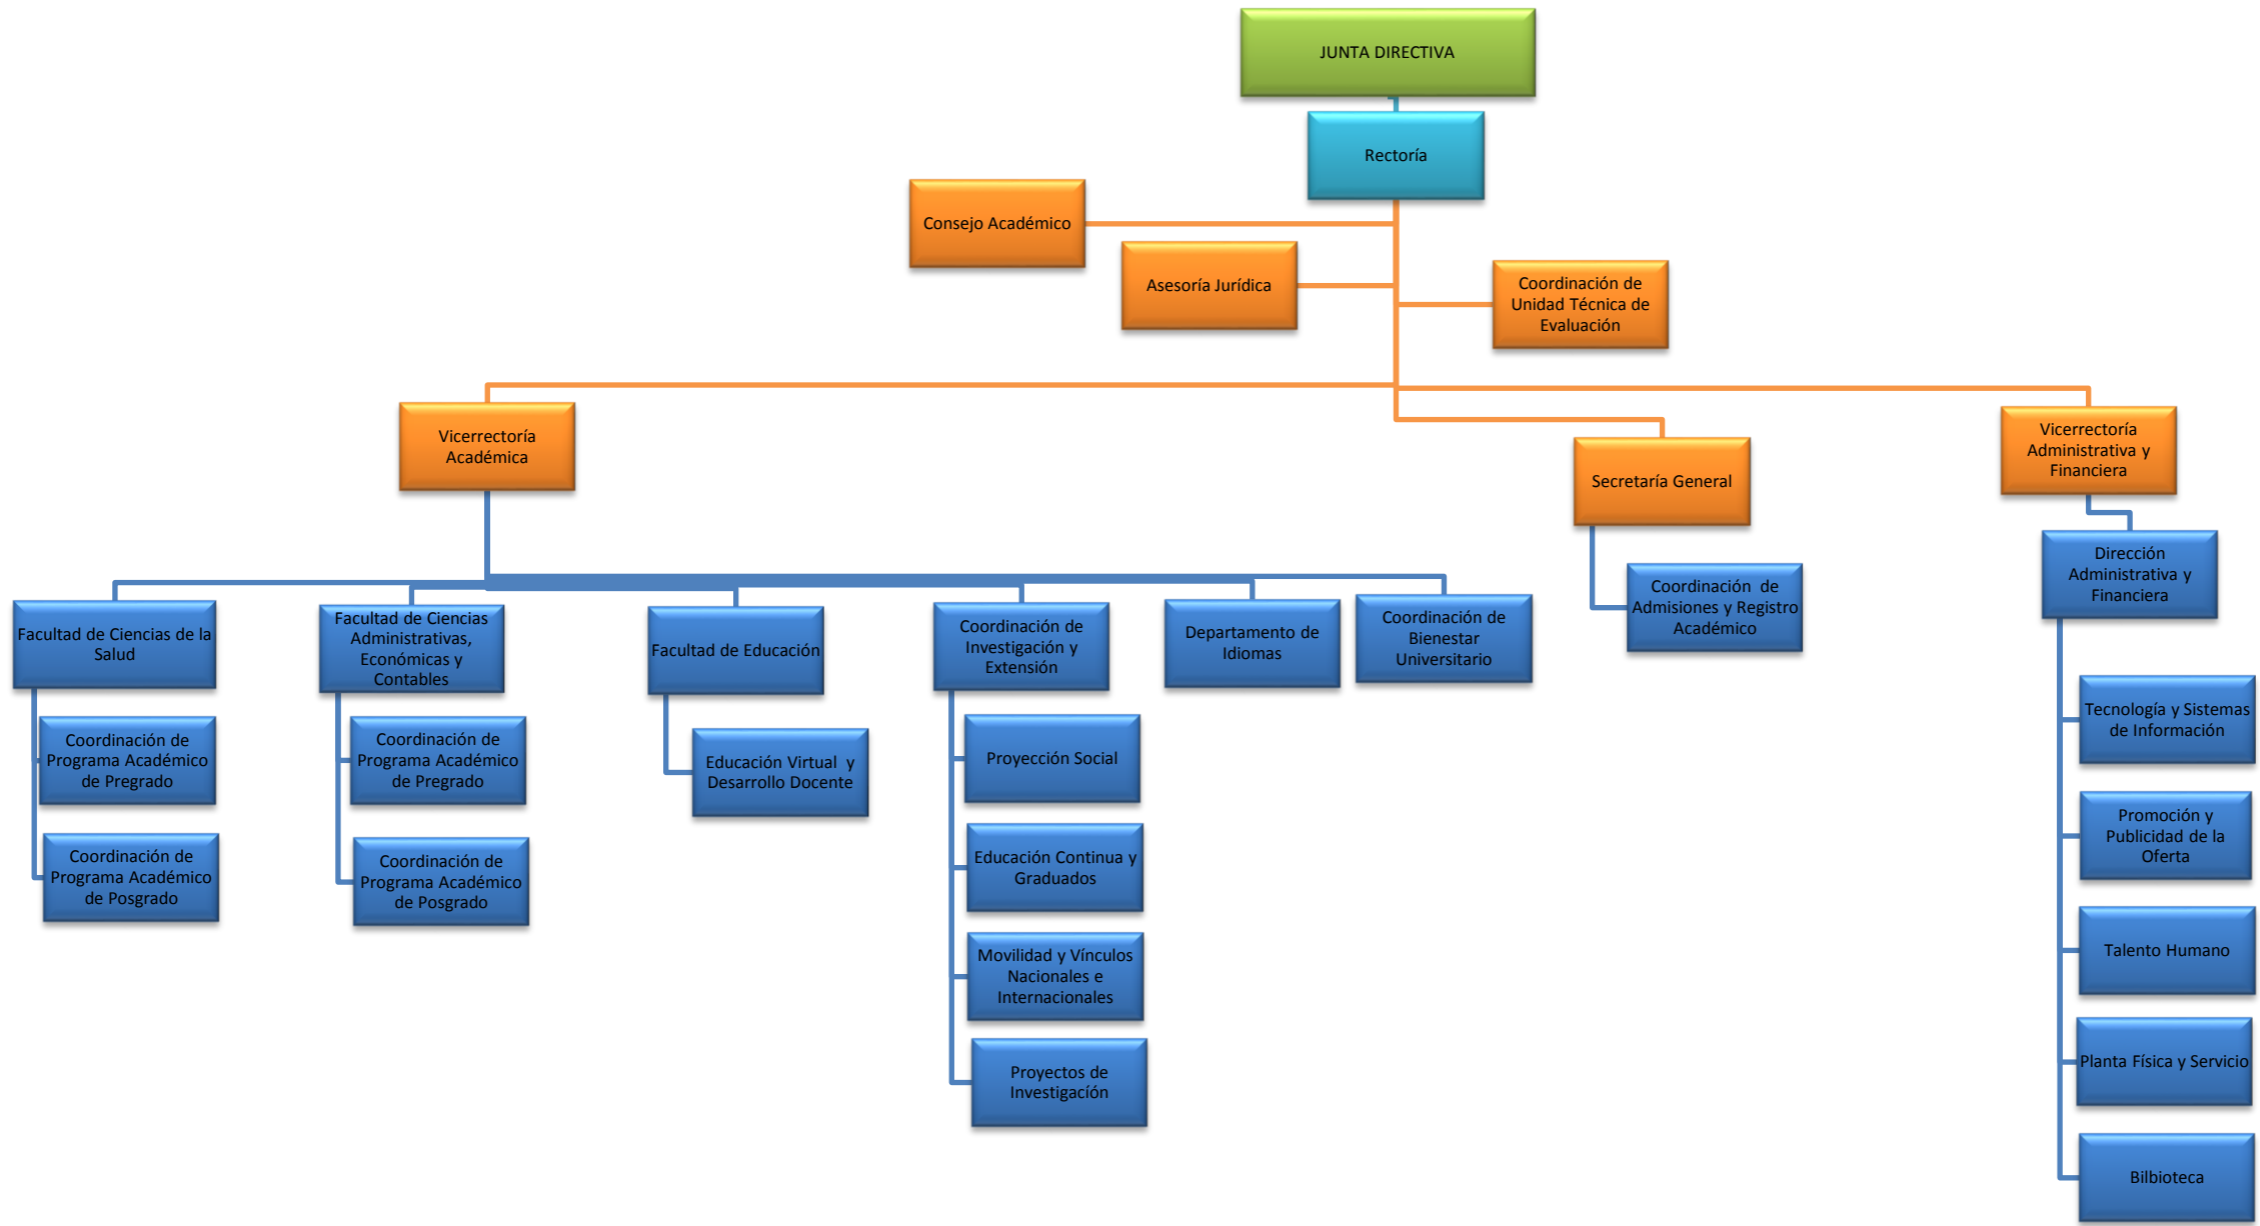 JUNTA DIRECTIVA
Rectoría
Consejo Académico
Asesoría Jurídica
Coordinación de
Unidad Técnica de
Evaluación
Vicerrectoría
Académica
Secretaría General
Vicerrectoría
Administrativa y
Financiera
Facultad de Ciencias de la
Salud
Coordinación de
Programa Académico
de Pregrado
Coordinación de
Programa Académico
de Posgrado
Facultad de Ciencias
Administrativas,
Económicas y
Contables
Coordinación de
Programa Académico
de Pregrado
Coordinación de
Programa Académico
de Posgrado
Facultad de Educación
Educación Virtual y
Desarrollo Docente
Coordinación de
Investigación y
Extensión
Proyección Social
Educación Continua y
Graduados
Movilidad y Vínculos
Nacionales e
Internacionales
Proyectos de
Investigacíón
Departamento de
Idiomas
Coordinación de
Bienestar
Universitario
Coordinación de
Admisiones y Registro
Académico
Dirección
Administrativa y
Financiera
Tecnología y Sistemas
de Información
Promoción y
Publicidad de la
Oferta
Talento Humano
Planta Física y Servicio
Bilbioteca